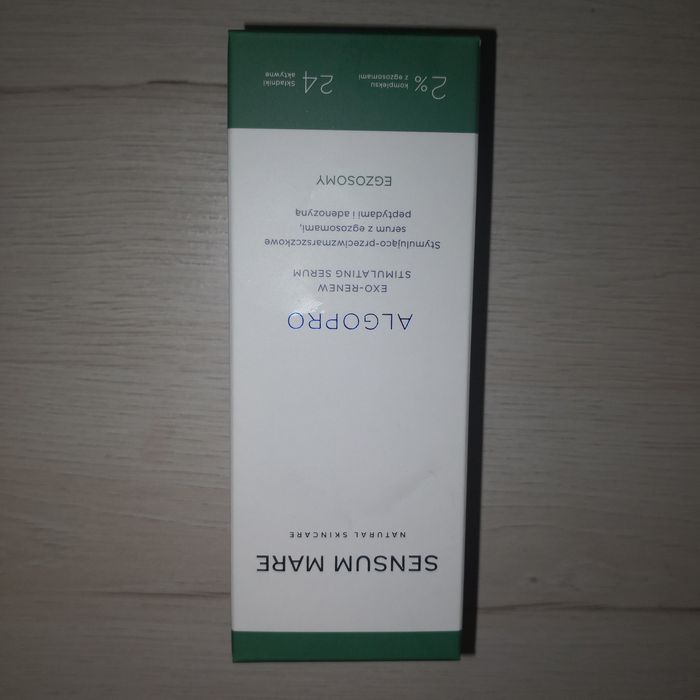 SENSUM MARE
NATURAL SKINCARE
ALGOPRO
EXO-RENEW
STIMULATING SERUM
Stymulująco-przeciwzmarszczkowe
serum z egzosomami,
peptydami i adenozyną
EGZOSOMY
2%
kompleksu
z egzosomami
24
Składniki
aktywne